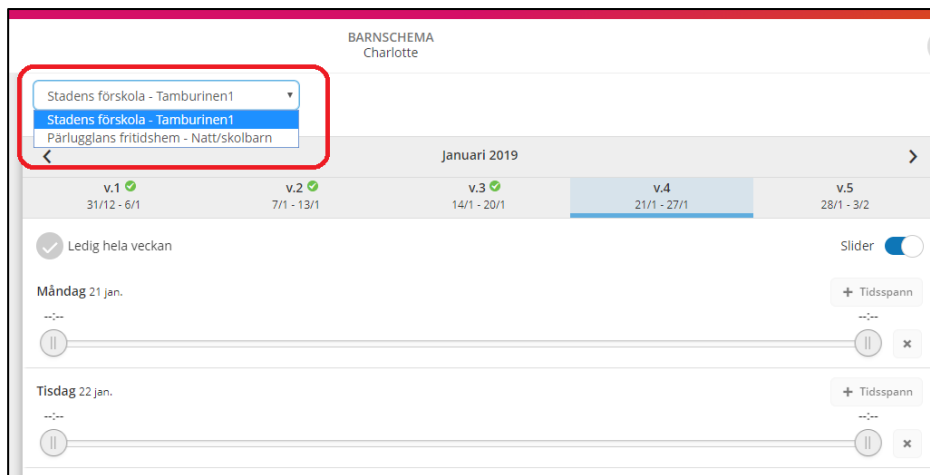 BARNSCHEMA
Charlotte
Stadens förskola - Tamburinen1
Stadens förskola - Tamburinen1
Pärlugglans fritidshem - Natt/skolbarn
Januari 2019
v.1 v.2 v.3 v.4 v.5
31/12 - 6/1 7/1 - 13/1 14/1 - 20/1 21/1 - 27/1 28/1 - 3/2
Ledig hela veckan Slider
Måndag 21 jan. + Tidsspann
--:-- --:--
Tisdag 22 jan. + Tidsspann
--:-- --:--